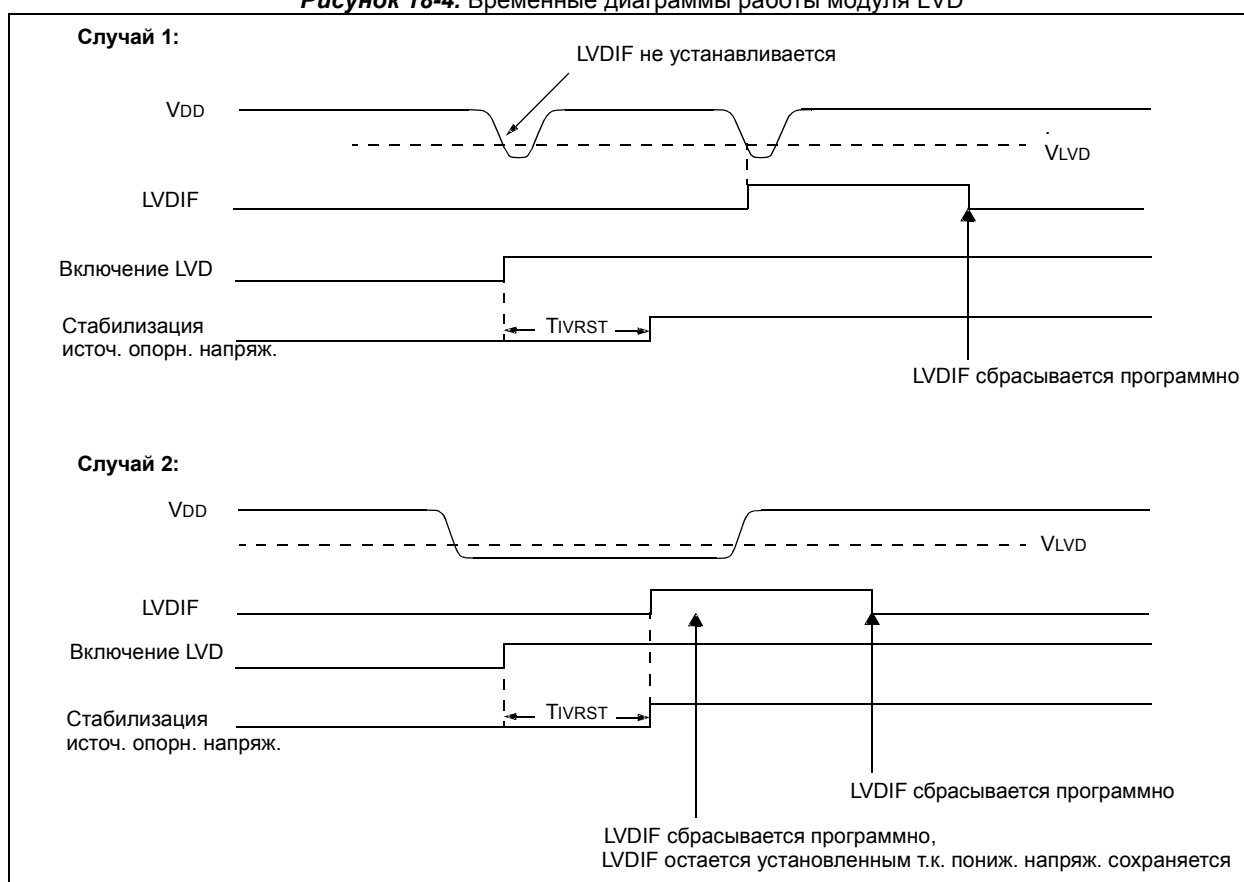 Рисунок 18-4. Временные диаграммы работы модуля LVD
Случай 1:
LVDIF не устанавливается
VDD
VLVD
LVDIF
Включение LVD
TIVRST
Стабилизация
источ. опорн. напряж.
LVDIF сбрасывается программно
Случай 2:
VDD
VLVD
LVDIF
Включение LVD
TIVRST
Стабилизация
источ. опорн. напряж.
LVDIF сбрасывается программно
LVDIF сбрасывается программно,
LVDIF остается установленным т.к. пониж. напряж. сохраняется